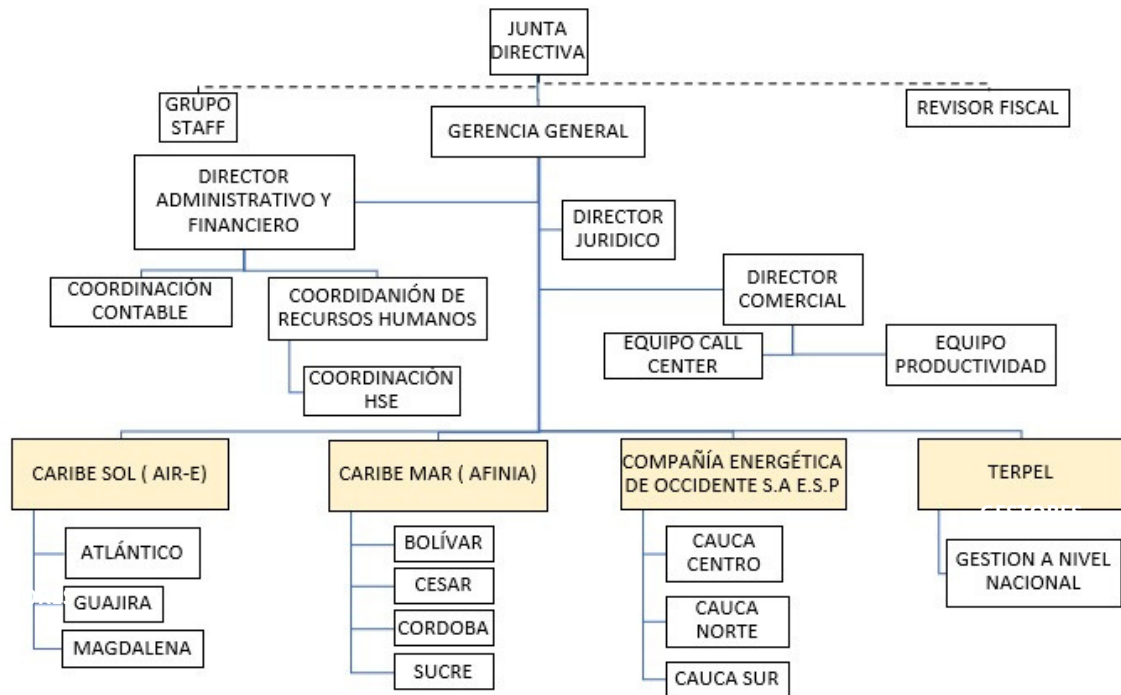 JUNTA
DIRECTIVA
GRUPO
STAFF
REVISOR FISCAL
GERENCIA GENERAL
DIRECTOR
ADMINISTRATIVO Y
FINANCIERO
DIRECTOR
JURIDICO
COORDINACIÓN
CONTABLE
COORDIDANIÓN DE
RECURSOS HUMANOS
DIRECTOR
COMERCIAL
EQUIPO CALL
CENTER
EQUIPO
PRODUCTIVIDAD
COORDINACIÓN
HSE
CARIBE SOL ( AIR-E)
CARIBE MAR ( AFINIA)
COMPAÑÍA ENERGÉTICA
DE OCCIDENTE S.A E.S.P
TERPEL
ATLÁNTICO
GUAJIRA
MAGDALENA
BOLÍVAR
CESAR
CORDOBA
SUCRE
CAUCA
CENTRO
CAUCA
NORTE
CAUCA SUR
GESTION A NIVEL
NACIONAL